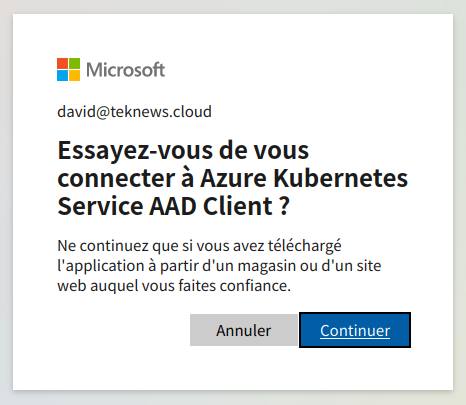 Microsoft
david@teknews.cloud
Essayez-vous de vous
connecter à Azure Kubernetes
Service AAD Client ?
Ne continuez que si vous avez téléchargé
l'application à partir d'un magasin ou d'un site
web auquel vous faites confiance.
Annuler
Continuer